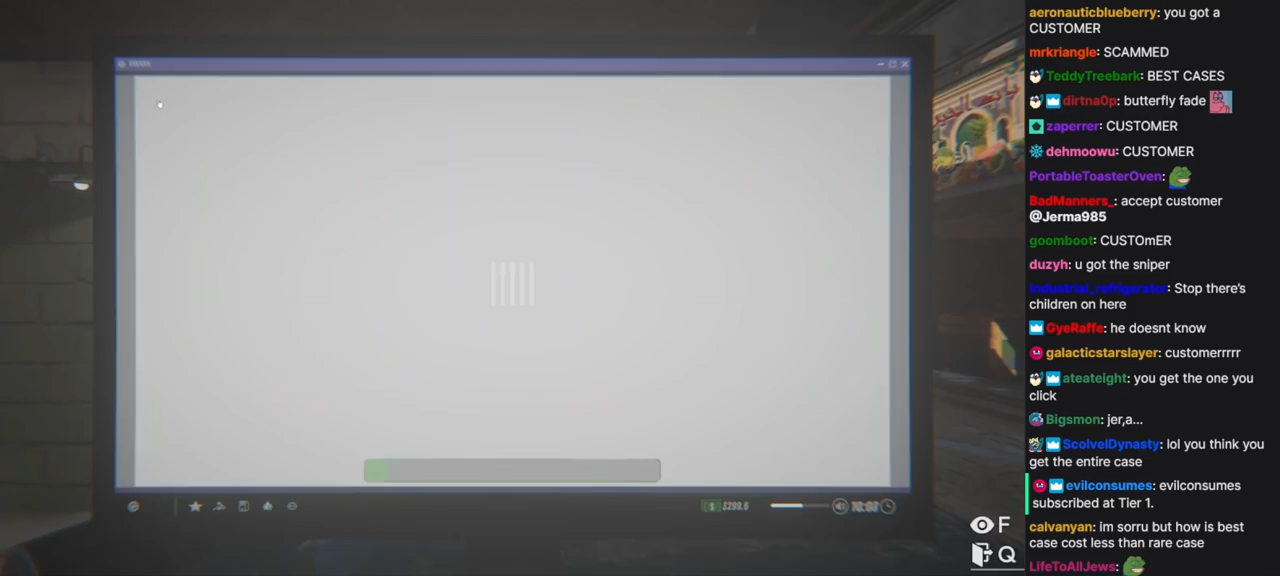 $299.6
F
Q
aeronauticblueberry: you got a
CUSTOMER
mrkriangle: SCAMMED
TeddyTreebark: BEST CASES
dirtna0p: butterfly fade
zaperrer: CUSTOMER
dehmoowu: CUSTOMER
PortableToasterOven:
BadManners_: accept customer
@Jerma985
goomboot: CUSTOmER
duzyh: u got the sniper
industrial_refrigerator: Stop there's
children on here
GyeRaffe: he doesnt know
galacticstarslayer: customerrrrr
ateateight: you get the one you
click
Bigsmon: jer,a...
ScolvelDynasty: lol you think you
get the entire case
evilconsumes: evilconsumes
subscribed at Tier 1.
calvanyan: im sorru but how is best
case cost less than rare case
LifeToAllJews: